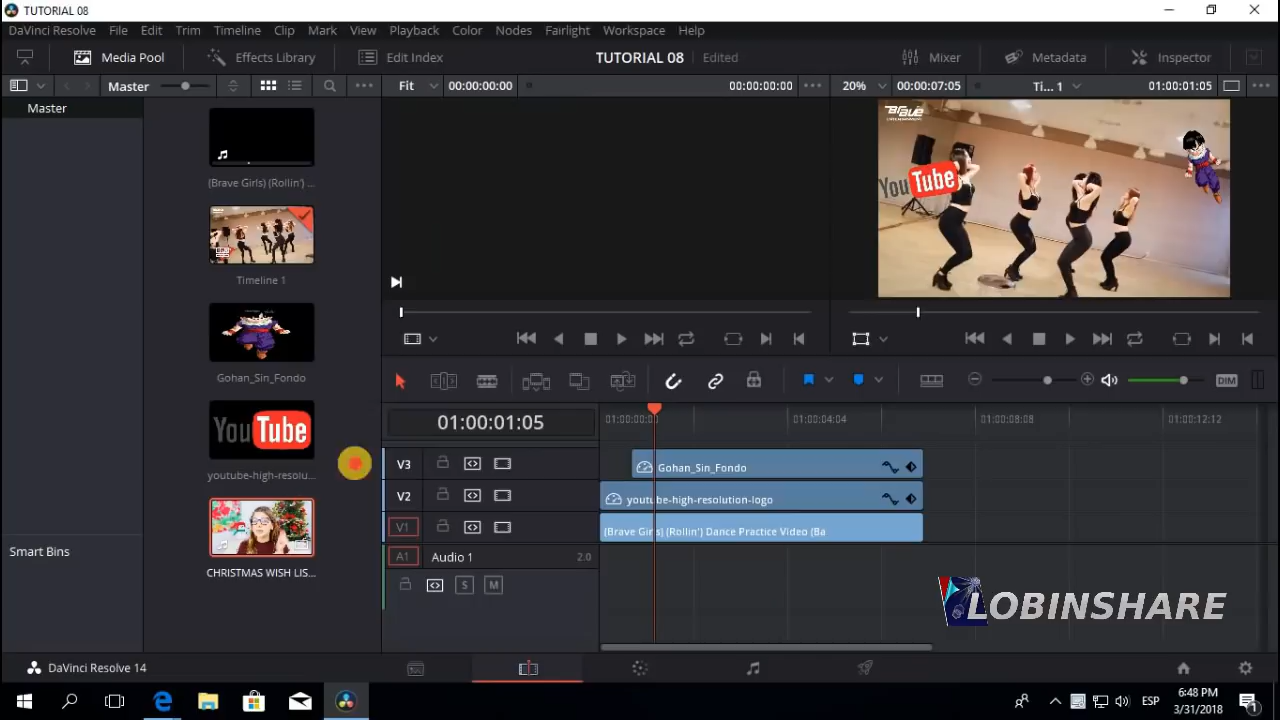 TUTORIAL 08
DaVinci Resolve File Edit Trim Timeline Clip Mark View Playback Color Nodes Fairlight Workspace Help
Media Pool Effects Library Edit Index TUTORIAL 08 Edited Mixer Metadata Inspector
Master Fit 00:00:00:00 00:00:00:00 20% 00:00:07:05 Ti... 1 01:00:01:05
Master
(Brave Girls) (Rollin') ...
Timeline 1
Gohan_Sin_Fondo
YouTube
youtube-high-resolu...
CHRISTMAS WISH LIS...
Smart Bins
Brave
YouTube
01:00:01:05
01:00:00:0 01:00:04:04 01:00:08:08 01:00:12:12
V3 Gohan_Sin_Fondo
V2 youtube-high-resolution-logo
V1 (Brave Girls) (Rollin') Dance Practice Video (Ba
A1 Audio 1 2.0
S M
DIM
LOBINSHARE
DaVinci Resolve 14
ESP
6:48 PM
3/31/2018
1